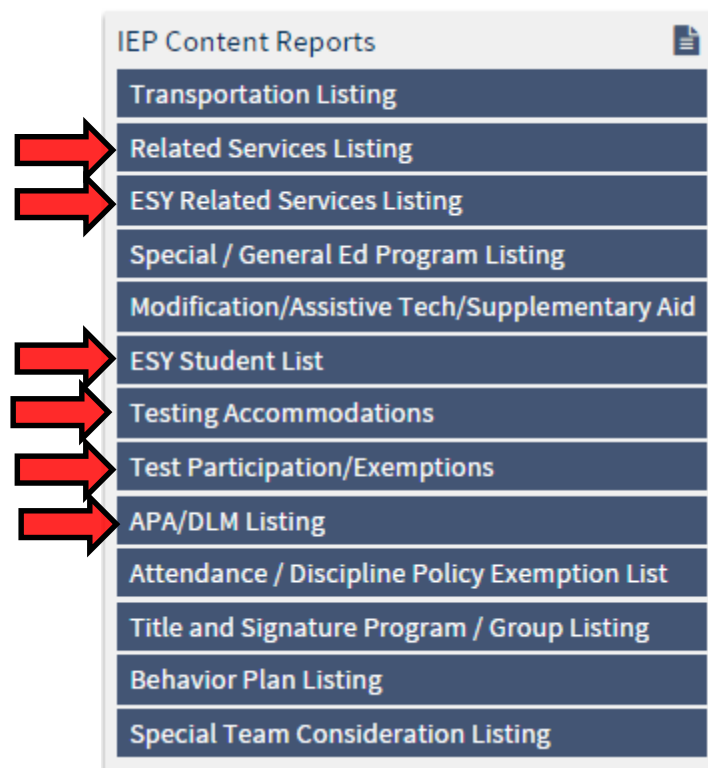 IEP Content Reports
Transportation Listing
Related Services Listing
ESY Related Services Listing
Special / General Ed Program Listing
Modification/Assistive Tech/Supplementary Aid
ESY Student List
Testing Accommodations
Test Participation/Exemptions
APA/DLM Listing
Attendance / Discipline Policy Exemption List
Title and Signature Program / Group Listing
Behavior Plan Listing
Special Team Consideration Listing